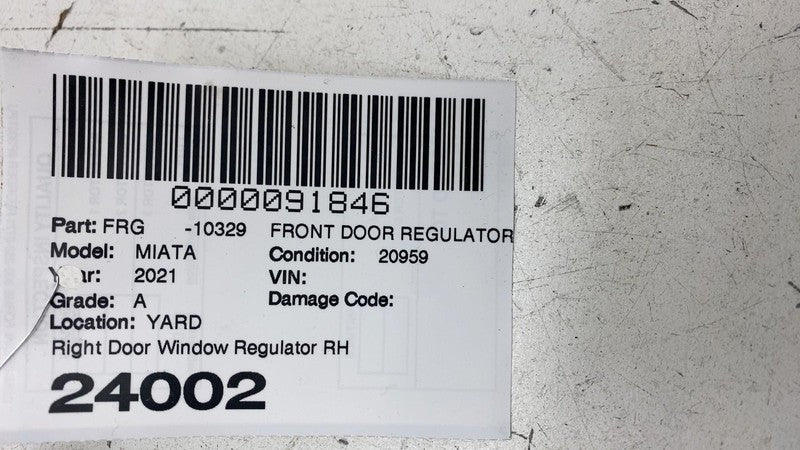 0000091846
Part: FRG -10329 FRONT DOOR REGULATOR
Model: MIATA Condition: 20959
Year: 2021 VIN:
Grade: A Damage Code:
Location: YARD
Right Door Window Regulator RH
24002